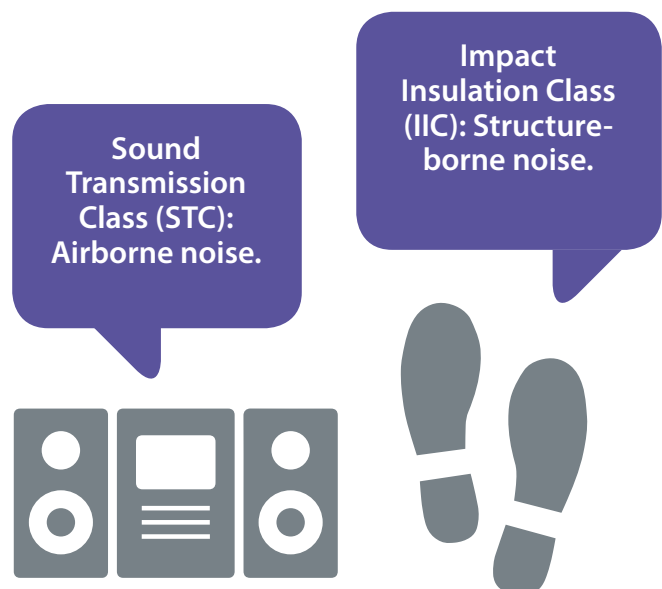 Sound
Transmission
Class (STC):
Airborne noise.
Impact
Insulation Class
(IIC): Structure-
borne noise.